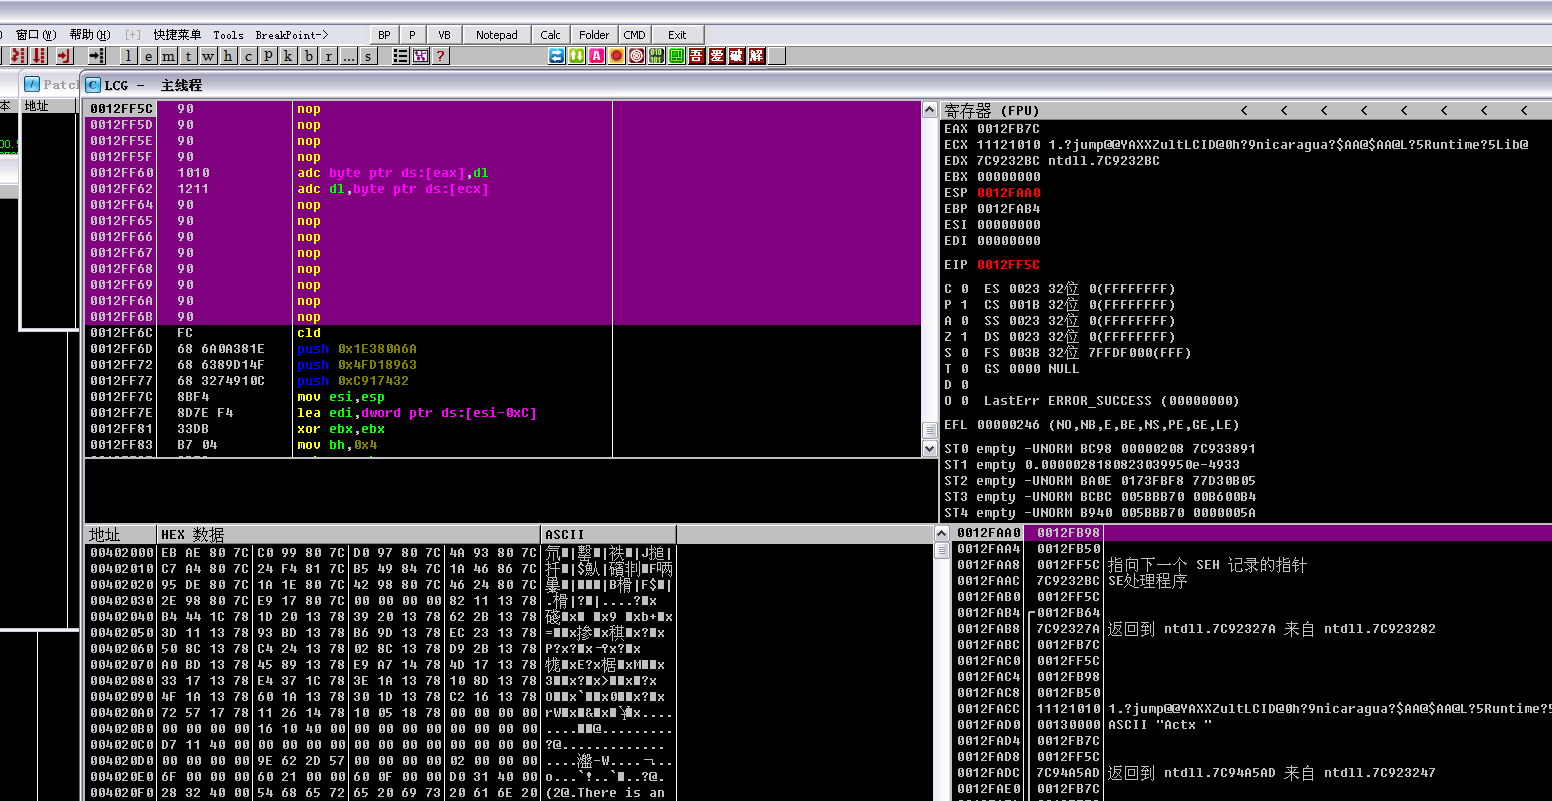 窗口(W) 帮助(H) [+] 快捷菜单 Tools BreakPoint-> BP P VB Notepad Calc Folder CMD Exit
l e m t w h c p k b r ... s ?
A 吾 爱 破 解
Patc
C LCG - 主线程
本 地址
0012FF5C 90 nop
0012FF5D 90 nop
0012FF5E 90 nop
0012FF5F 90 nop
0012FF60 1010 adc byte ptr ds:[eax],dl
0012FF62 1211 adc dl,byte ptr ds:[ecx]
0012FF64 90 nop
0012FF65 90 nop
0012FF66 90 nop
0012FF67 90 nop
0012FF68 90 nop
0012FF69 90 nop
0012FF6A 90 nop
0012FF6B 90 nop
0012FF6C FC cld
0012FF6D 68 6A0A381E push 0x1E380A6A
0012FF72 68 6389D14F push 0x4FD18963
0012FF77 68 3274910C push 0xC917432
0012FF7C 8BF4 mov esi,esp
0012FF7E 8D7E F4 lea edi,dword ptr ds:[esi-0xC]
0012FF81 33DB xor ebx,ebx
0012FF83 B7 04 mov bh,0x4
寄存器 (FPU) < < < < < < < <
EAX 0012FB7C
ECX 11121010 1.?jump@@YAXXZultLCID@0h?9nicaragua?$AA@$AA@L?5Runtime?5Lib@
EDX 7C9232BC ntdll.7C9232BC
EBX 00000000
ESP 0012FAA0
EBP 0012FAB4
ESI 00000000
EDI 00000000
EIP 0012FF5C
C 0 ES 0023 32位 0(FFFFFFFF)
P 1 CS 001B 32位 0(FFFFFFFF)
A 0 SS 0023 32位 0(FFFFFFFF)
Z 1 DS 0023 32位 0(FFFFFFFF)
S 0 FS 003B 32位 7FFDF000(FFF)
T 0 GS 0000 NULL
D 0
O 0 LastErr ERROR_SUCCESS (00000000)
EFL 00000246 (NO,NB,E,BE,NS,PE,GE,LE)
ST0 empty -UNORM BC98 00000208 7C933891
ST1 empty 0.0000028180823039950e-4933
ST2 empty -UNORM BA0E 0173FBF8 77D30B05
ST3 empty -UNORM BCBC 005BBB70 00B600B4
ST4 empty -UNORM B940 005BBB70 0000005A
地址 HEX 数据 ASCII
00402000 EB AE 80 7C C0 99 80 7C D0 97 80 7C 4A 93 80 7C
00402010 C7 A4 80 7C 24 F4 81 7C B5 49 84 7C 1A 46 86 7C
00402020 95 DE 80 7C 1A 1E 80 7C 42 98 80 7C 46 24 80 7C
00402030 2E 98 80 7C E9 17 80 7C 00 00 00 00 82 11 13 78
00402040 B4 44 1C 78 1D 20 13 78 39 20 13 78 62 2B 13 78
00402050 3D 11 13 78 93 BD 13 78 B6 9D 13 78 EC 23 13 78
00402060 50 8C 13 78 C4 24 13 78 02 8C 13 78 D9 2B 13 78
00402070 A0 BD 13 78 45 89 13 78 E9 A7 14 78 4D 17 13 78
00402080 33 17 13 78 E4 37 1C 78 3E 1A 13 78 10 8D 13 78
00402090 4F 1A 13 78 60 1A 13 78 30 1D 13 78 C2 16 13 78
004020A0 72 57 17 78 11 26 14 78 10 05 18 78 00 00 00 00
004020B0 00 00 00 00 16 10 40 00 00 00 00 00 00 00 00 00
004020C0 D7 11 40 00 00 00 00 00 00 00 00 00 00 00 00 00 ?@.............
004020D0 00 00 00 00 9E 62 2D 57 00 00 00 00 02 00 00 00
004020E0 6F 00 00 00 60 21 00 00 60 0F 00 00 D0 31 40 00 o...`!..`■..?@.
004020F0 28 32 40 00 54 68 65 72 65 20 69 73 20 61 6E 20 (2@.There is an
0012FAA0 0012FB98
0012FAA4 0012FB50
0012FAA8 0012FF5C 指向下一个 SEH 记录的指针
0012FAAC 7C9232BC SE处理程序
0012FAB0 0012FF5C
0012FAB4 0012FB64
0012FAB8 7C92327A 返回到 ntdll.7C92327A 来自 ntdll.7C923282
0012FABC 0012FB7C
0012FAC0 0012FF5C
0012FAC4 0012FB98
0012FAC8 0012FB50
0012FACC 11121010 1.?jump@@YAXXZultLCID@0h?9nicaragua?$AA@$AA@L?5Runtime?5
0012FAD0 00130000 ASCII "Actx "
0012FAD4 0012FB7C
0012FAD8 0012FF5C
0012FADC 7C94A5AD 返回到 ntdll.7C94A5AD 来自 ntdll.7C923247
0012FAE0 0012FB7C